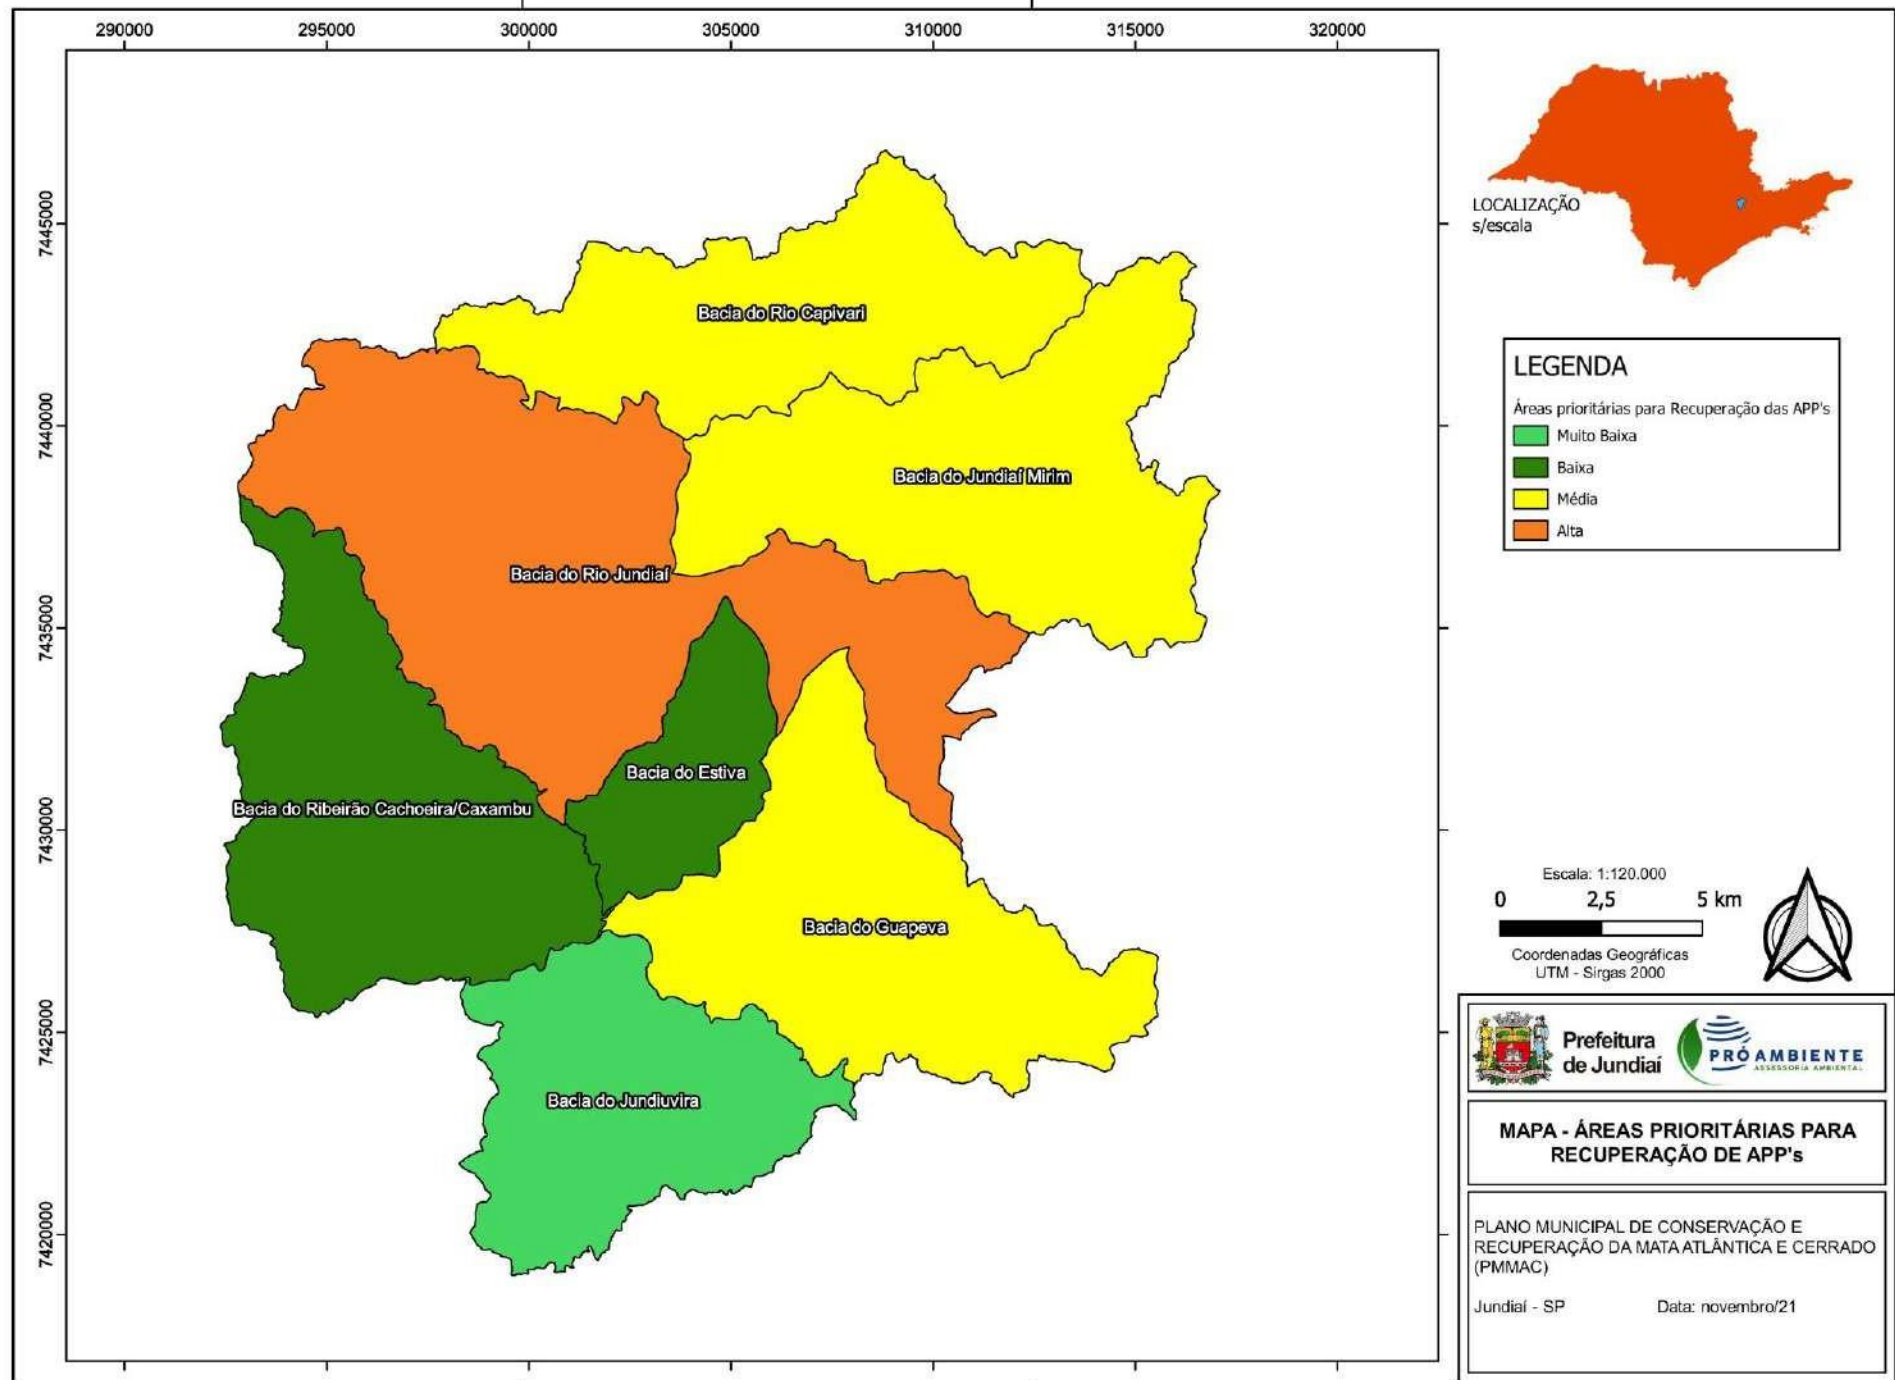 290000
295000
300000
305000
310000
315000
320000
7445000
7440000
7435000
7430000
7425000
7420000
Bacia do Rio Capivari
Bacia do Jundiaí Mirim
Bacia do Rio Jundiaí
Bacia do Estiva
Bacia do Ribeirão Cachoeira/Caxambu
Bacia do Guapeva
Bacia do Jundiuvira
LOCALIZAÇÃO
s/escala
LEGENDA
Áreas prioritárias para Recuperação das APP's
Muito Baixa
Baixa
Média
Alta
Escala: 1:120.000
0 2,5 5 km
Coordenadas Geográficas
UTM - Sirgas 2000
Prefeitura
de Jundiaí
PRÓ AMBIENTE
ASSESSORIA AMBIENTAL
MAPA - ÁREAS PRIORITÁRIAS PARA
RECUPERAÇÃO DE APP's
PLANO MUNICIPAL DE CONSERVAÇÃO E
RECUPERAÇÃO DA MATA ATLÂNTICA E CERRADO
(PMMAC)
Jundiaí - SP Data: novembro/21